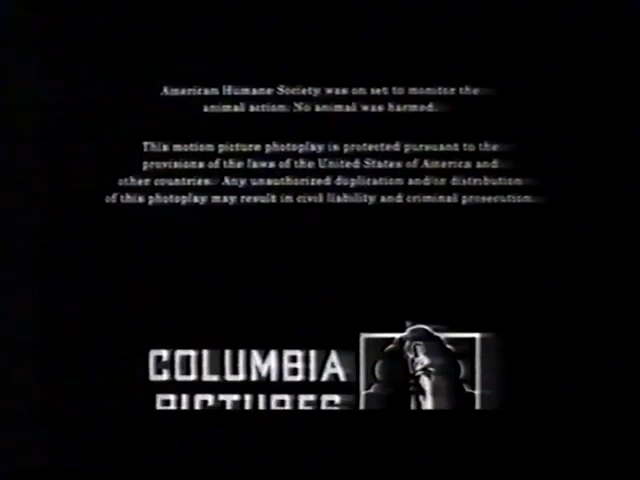 American Humane Society was on set to monitor the
animal action. No animal was harmed.
This motion picture photoplay is protected pursuant to the
provisions of the laws of the United States of America and
other countries. Any unauthorized duplication and/or distribution
of this photoplay may result in civil liability and criminal prosecution.
COLUMBIA
PICTURES